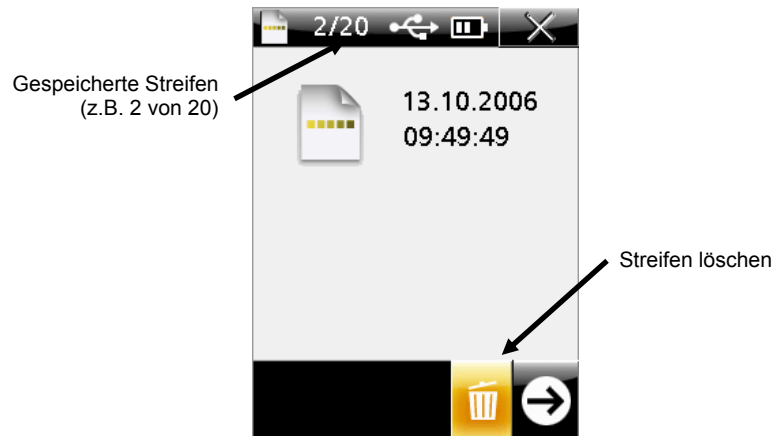 2/20
Gespeicherte Streifen
(z.B. 2 von 20)
13.10.2006
09:49:49
Streifen löschen